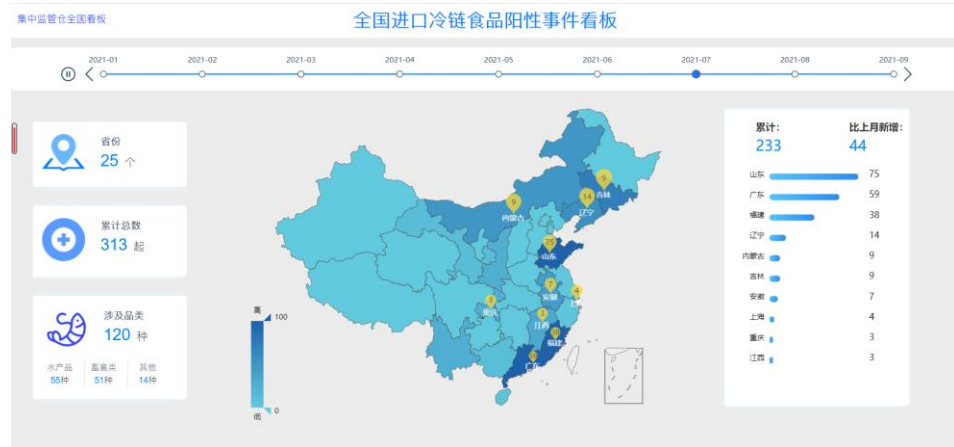 集中监管仓全国看板
全国进口冷链食品阳性事件看板
2021-01 2021-02 2021-03 2021-04 2021-05 2021-06 2021-07 2021-08 2021-09
省份
25 个
累计总数
313 起
涉及品类
120 种
水产品 畜禽类 其他
55种 51种 14种
9
吉林
9
内蒙古
14
辽宁
75
山东
7
安徽
4
3
重庆
3
江西
38
福建
广东
高
100
低
0
累计: 比上月新增:
233 44
山东 75
广东 59
福建 38
辽宁 14
内蒙古 9
吉林 9
安徽 7
上海 4
重庆 3
江西 3